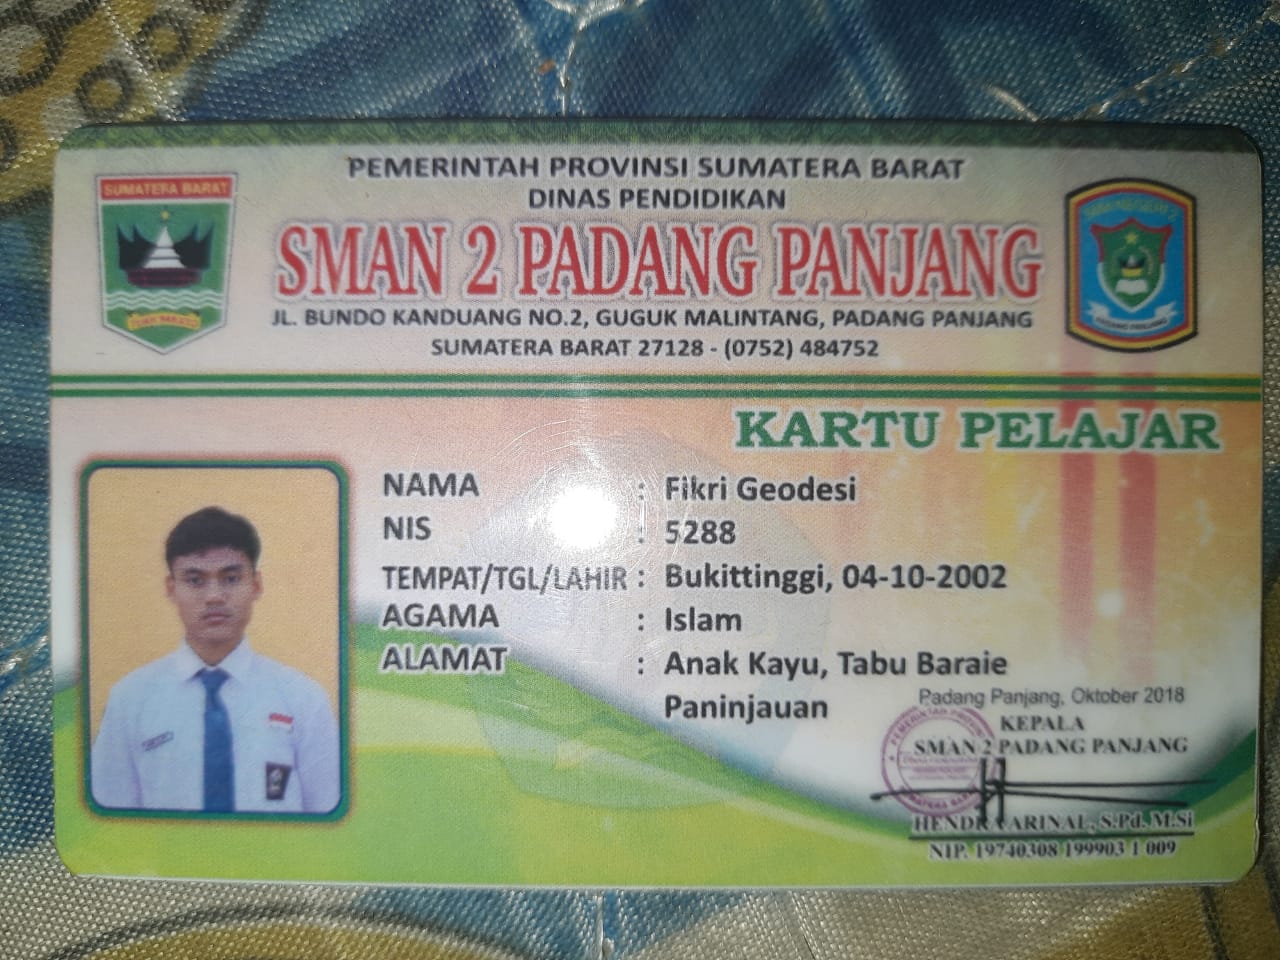 PEMERINTAH PROVINSI SUMATERA BARAT
DINAS PENDIDIKAN
SMAN 2 PADANG PANJANG
JL. BUNDO KANDUANG NO.2, GUGUK MALINTANG, PADANG PANJANG
SUMATERA BARAT 27128 - (0752) 484752
SUMATERA BARAT
KARTU PELAJAR
NAMA : Fikri Geodesi
NIS : 5288
TEMPAT/TGL/LAHIR : Bukittinggi, 04-10-2002
AGAMA : Islam
ALAMAT : Anak Kayu, Tabu Baraie
Paninjauan
Padang Panjang, Oktober 2018
KEPALA
SMAN 2 PADANG PANJANG
HENDRA ARINAL, S.Pd. M.Si
NIP. 19740308 199903 1 009